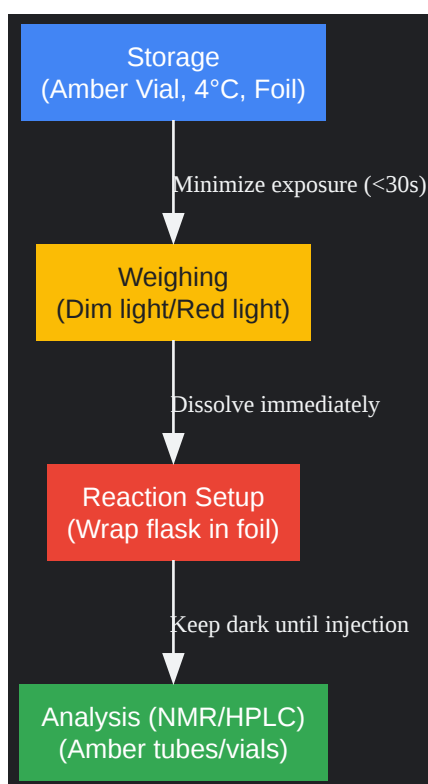 Storage
(Amber Vial, 4°C, Foil)
Minimize exposure (<30s)
Weighing
(Dim light/Red light)
Dissolve immediately
Reaction Setup
(Wrap flask in foil)
Keep dark until injection
Analysis (NMR/HPLC)
(Amber tubes/vials)